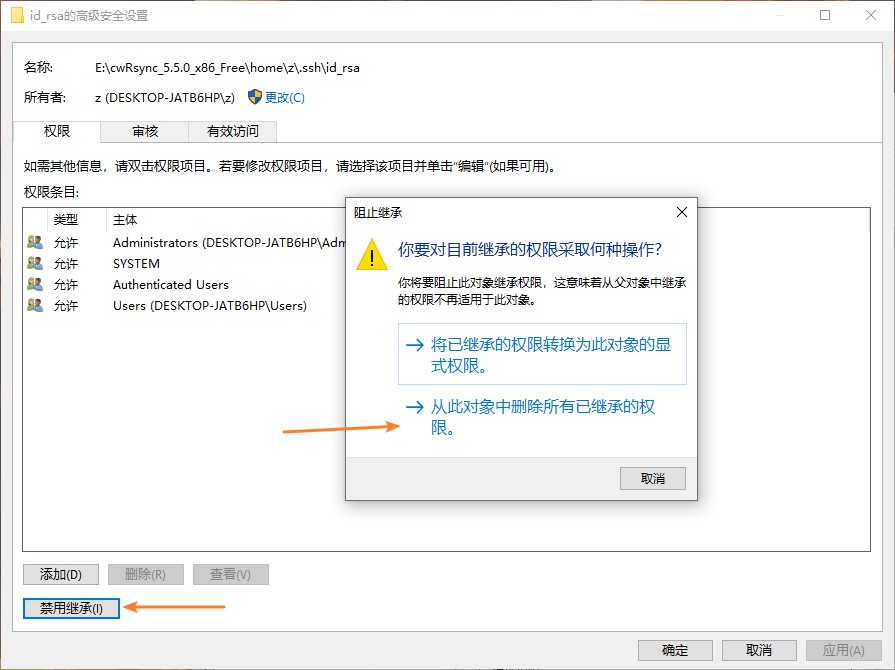 id_rsa的高级安全设置
名称: E:\cwRsync_5.5.0_x86_Free\home\z\.ssh\id_rsa
所有者: z (DESKTOP-JATB6HP\z) 更改(C)
权限 审核 有效访问
如需其他信息，请双击权限项目。若要修改权限项目，请选择该项目并单击“编辑”(如果可用)。
权限条目:
类型 主体
允许 Administrators (DESKTOP-JATB6HP\Adm
允许 SYSTEM
允许 Authenticated Users
允许 Users (DESKTOP-JATB6HP\Users)
阻止继承
你要对目前继承的权限采取何种操作?
你将要阻止此对象继承权限，这意味着从父对象中继承
的权限不再适用于此对象。
将已继承的权限转换为此对象的显
式权限。
从此对象中删除所有已继承的权
限。
取消
添加(D) 删除(R) 查看(V)
禁用继承(I)
确定 取消 应用(A)